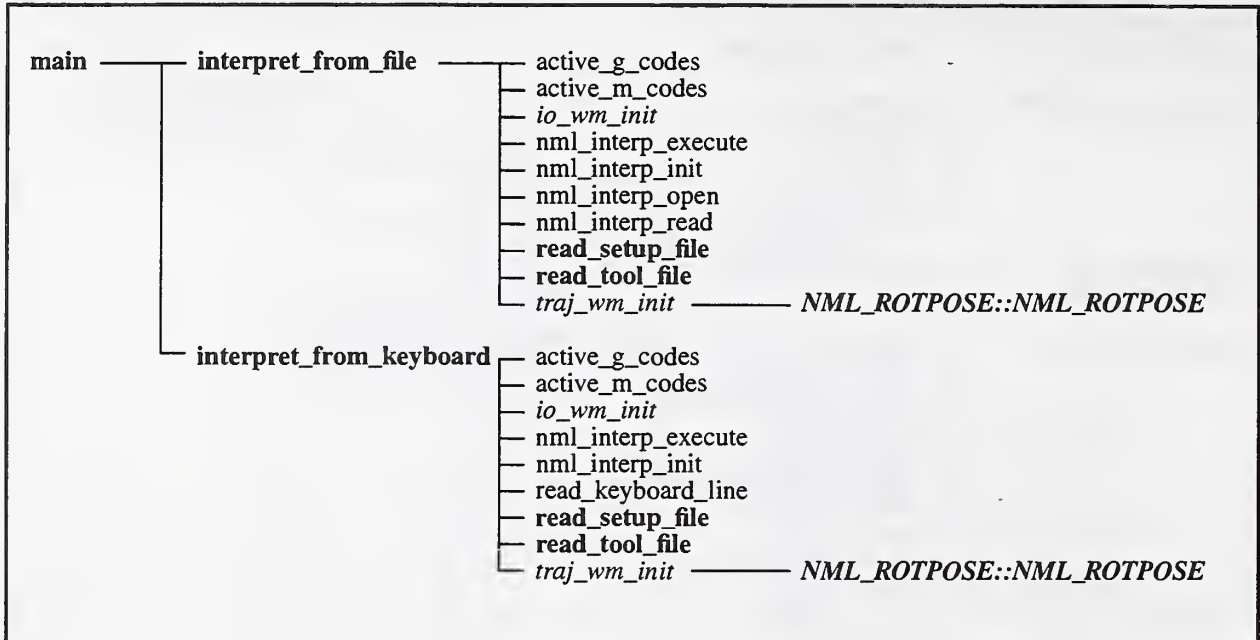 main interpret_from_file active_g_codes
active_m_codes
io_wm_init
nml_interp_execute
nml_interp_init
nml_interp_open
nml_interp_read
read_setup_file
read_tool_file
traj_wm_init NML_ROTPOSE::NML_ROTPOSE
interpret_from_keyboard active_g_codes
active_m_codes
io_wm_init
nml_interp_execute
nml_interp_init
read_keyboard_line
read_setup_file
read_tool_file
traj_wm_init NML_ROTPOSE::NML_ROTPOSE